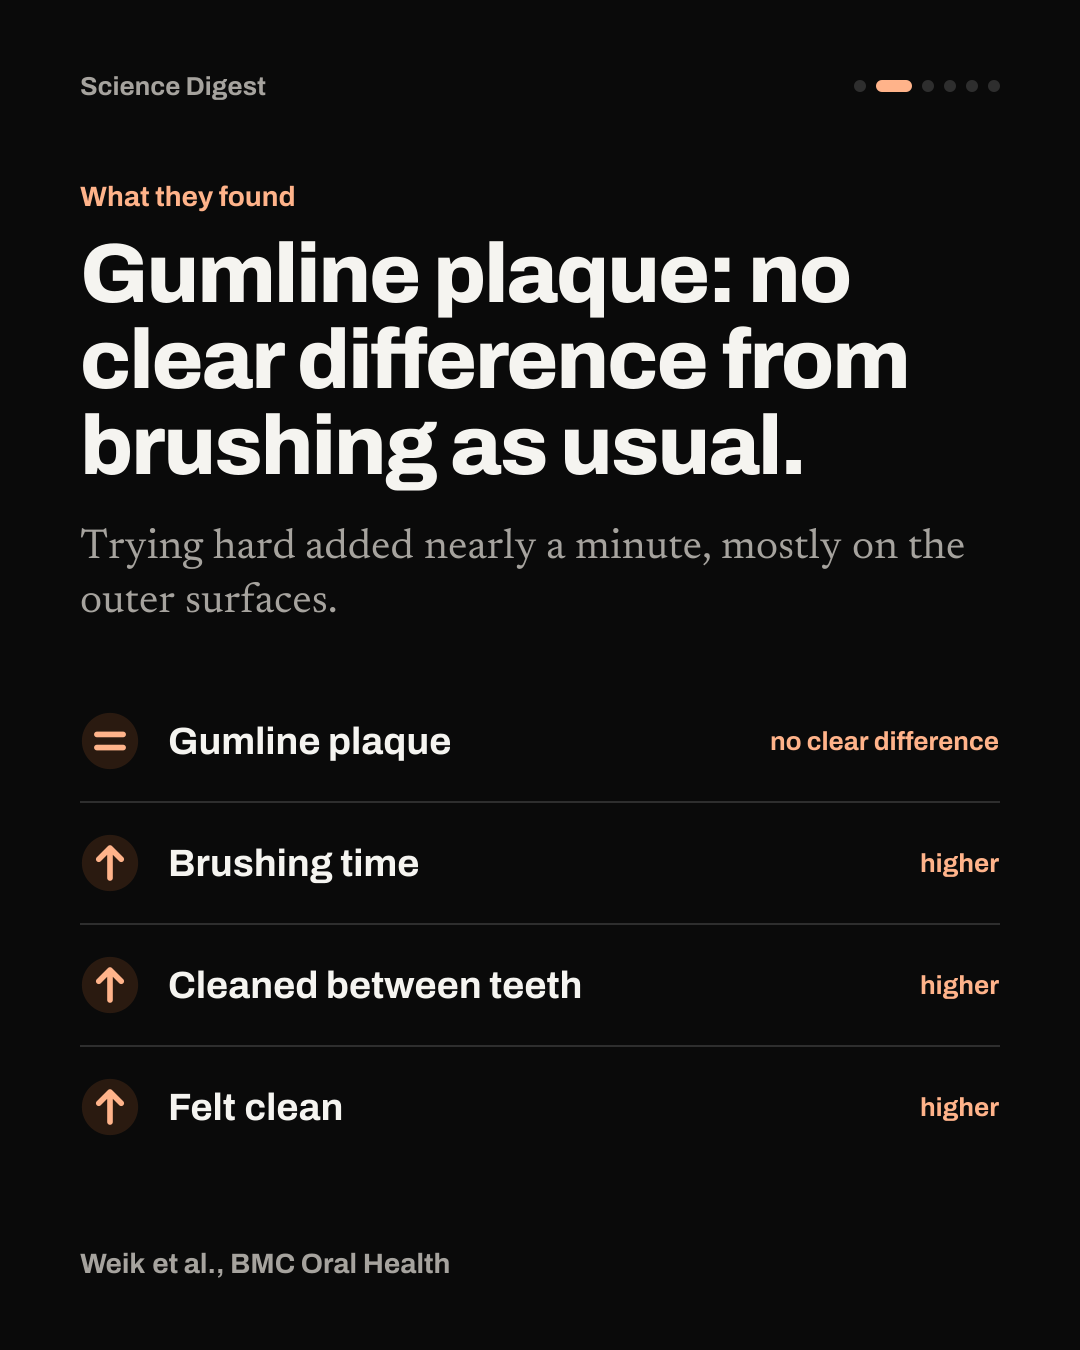 Science Digest
What they found
Gumline plaque: no
clear difference from
brushing as usual.
Trying hard added nearly a minute, mostly on the
outer surfaces.
Gumline plaque
no clear difference
Brushing time
higher
Cleaned between teeth
higher
Felt clean
higher
Weik et al., BMC Oral Health